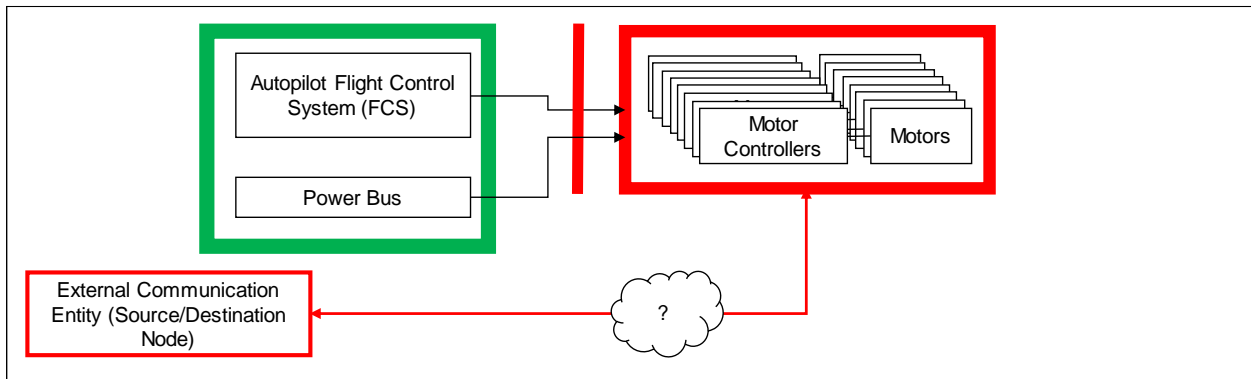 Autopilot Flight Control
System (FCS)
Motor
Controllers
Motors
Power Bus
External Communication
Entity (Source/Destination
Node)
?